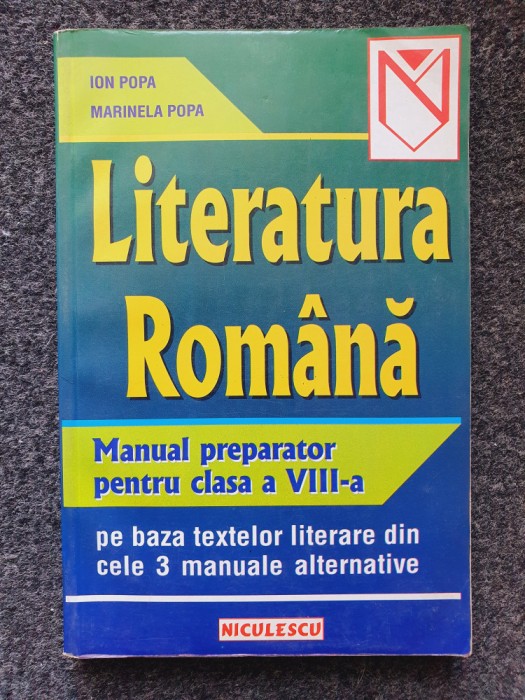 ION POPA
MARINELA POPA
Literatura
Română
Manual preparator
pentru clasa a VIII-a
pe baza textelor literare din
cele 3 manuale alternative
NICULESCU